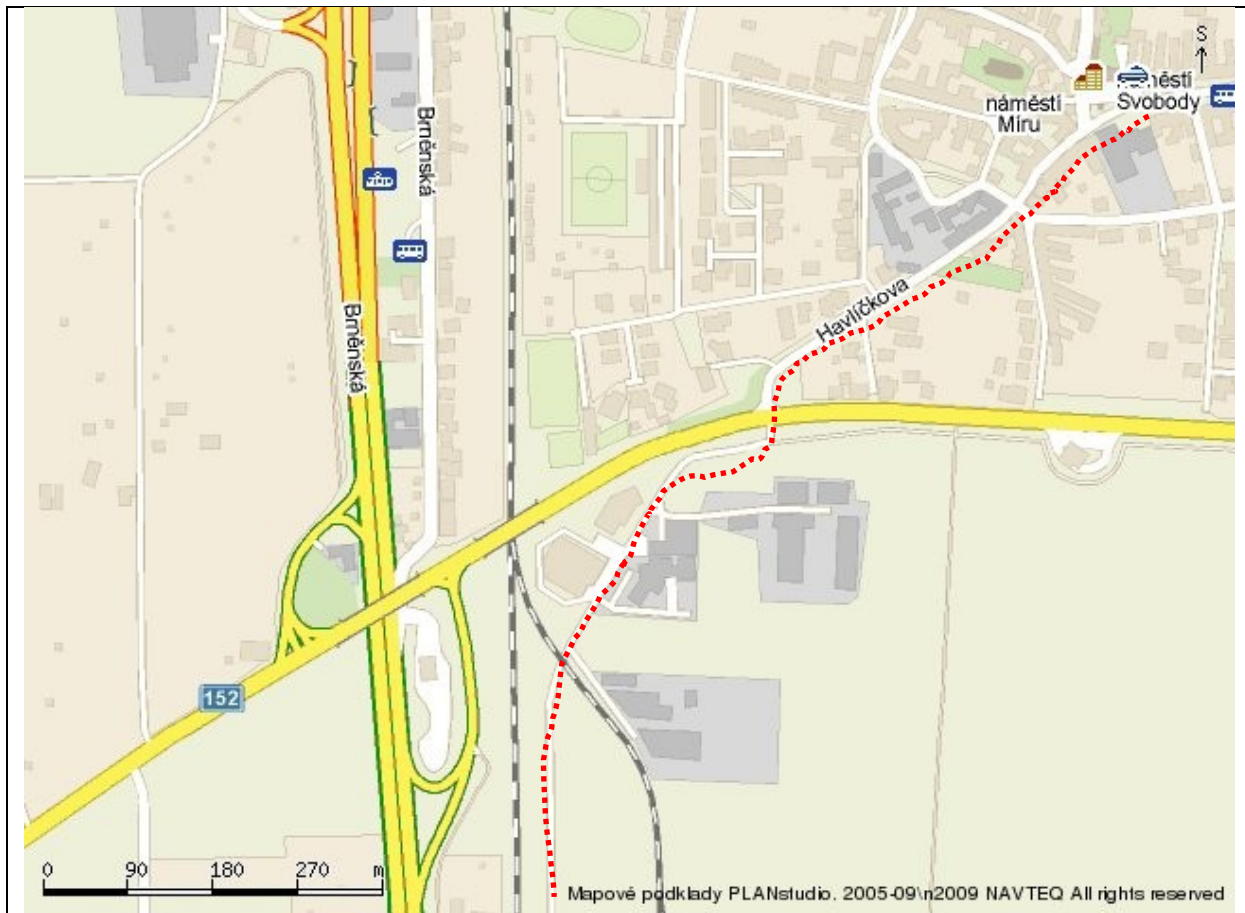 S
náměstí
Míru
náměstí
Svobody
Brněnská
Brněnská
Havlíčkova
152
0 90 180 270 m
Mapové podklady PLANstudio. 2005-09\n2009 NAVTEQ All rights reserved